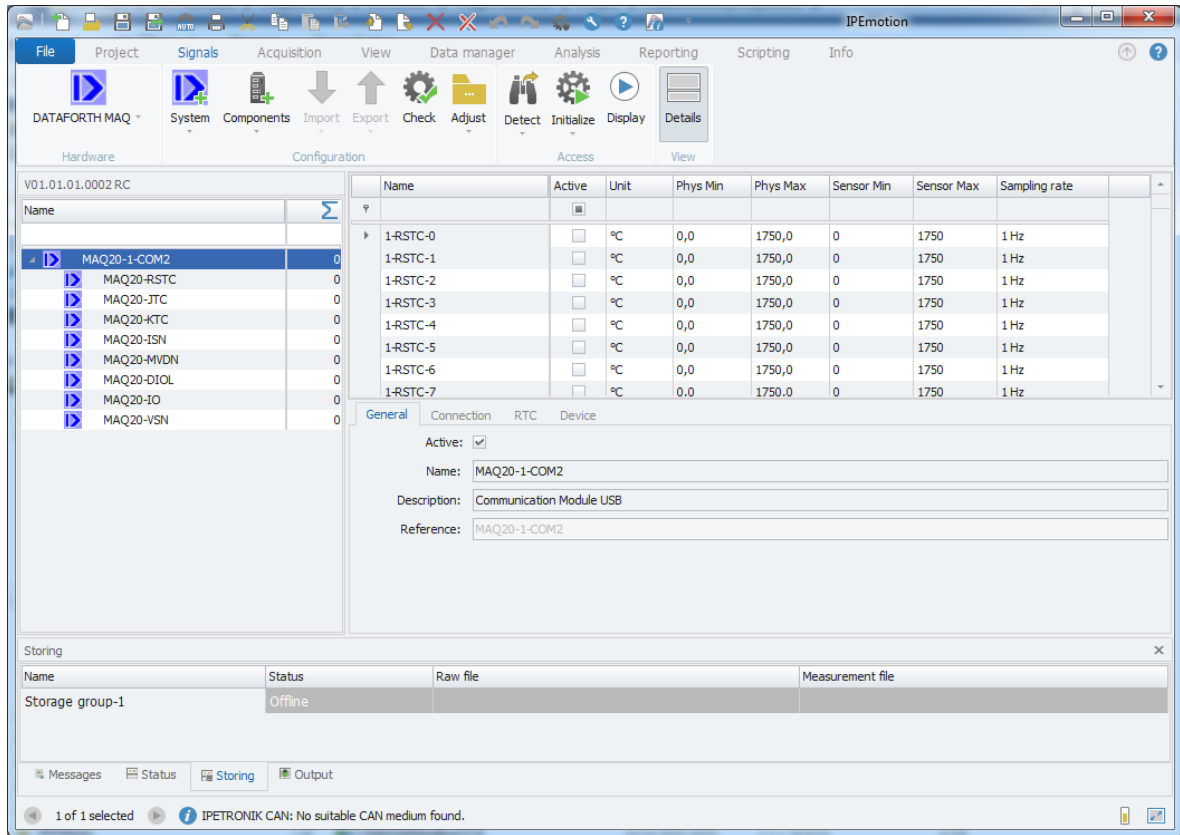 IPEmotion
File Project Signals Acquisition View Data manager Analysis Reporting Scripting Info
DATAFORTH MAQ System Components Import Export Check Adjust Detect Initialize Display Details
Hardware Configuration Access View
V01.01.01.0002 RC
Name
MAQ20-1-COM2 0
MAQ20-RSTC 0
MAQ20-JTC 0
MAQ20-KTC 0
MAQ20-ISN 0
MAQ20-MVDN 0
MAQ20-DIOL 0
MAQ20-IO 0
MAQ20-VSN 0
Name Active Unit Phys Min Phys Max Sensor Min Sensor Max Sampling rate
1-RSTC-0 °C 0,0 1750,0 0 1750 1 Hz
1-RSTC-1 °C 0,0 1750,0 0 1750 1 Hz
1-RSTC-2 °C 0,0 1750,0 0 1750 1 Hz
1-RSTC-3 °C 0,0 1750,0 0 1750 1 Hz
1-RSTC-4 °C 0,0 1750,0 0 1750 1 Hz
1-RSTC-5 °C 0,0 1750,0 0 1750 1 Hz
1-RSTC-6 °C 0,0 1750,0 0 1750 1 Hz
1-RSTC-7 °C 0,0 1750,0 0 1750 1 Hz
General Connection RTC Device
Active:
Name: MAQ20-1-COM2
Description: Communication Module USB
Reference: MAQ20-1-COM2
Storing
Name Status Raw file Measurement file
Storage group-1 Offline
Messages Status Storing Output
1 of 1 selected IPETRONIK CAN: No suitable CAN medium found.